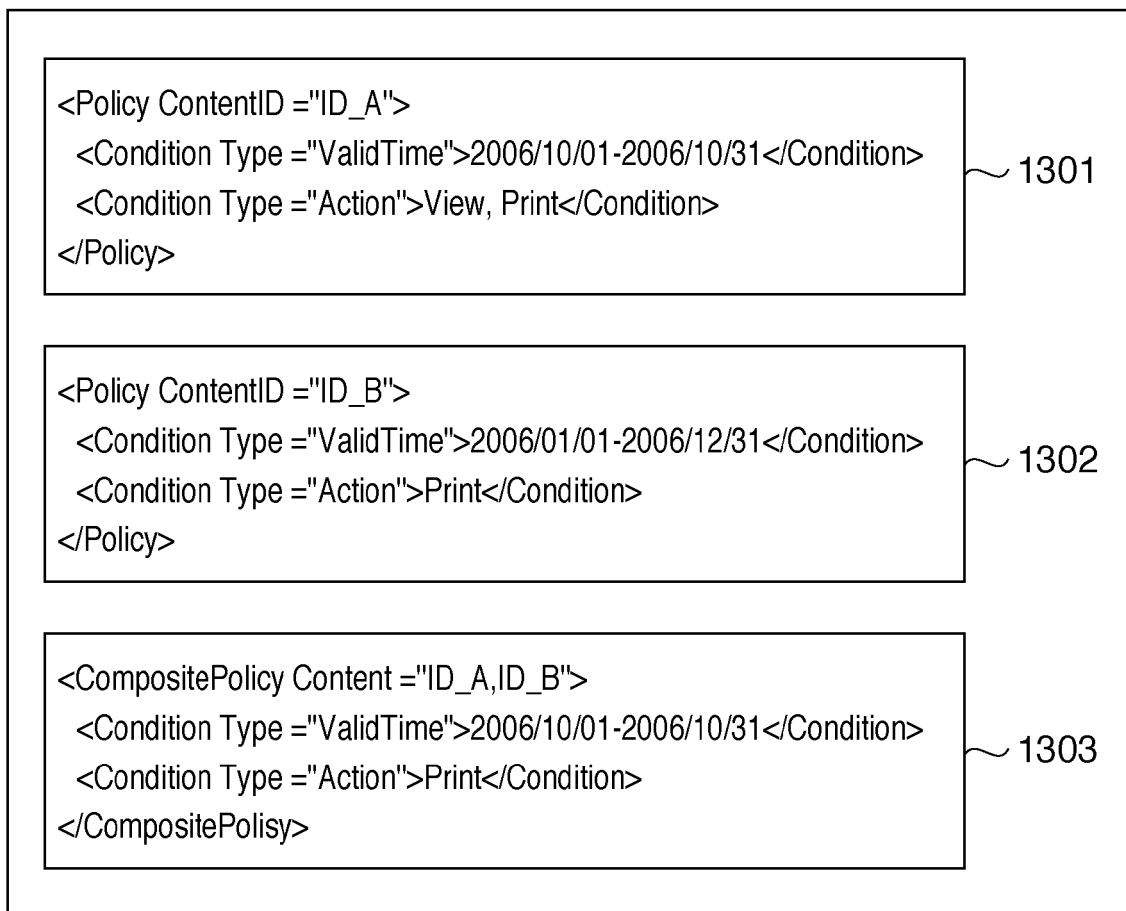 <Policy ContentID ="ID_A">
<Condition Type ="ValidTime">2006/10/01-2006/10/31</Condition>
<Condition Type ="Action">View, Print</Condition>
</Policy>
1301
<Policy ContentID ="ID_B">
<Condition Type ="ValidTime">2006/01/01-2006/12/31</Condition>
<Condition Type ="Action">Print</Condition>
</Policy>
1302
<CompositePolicy Content ="ID_A,ID_B">
<Condition Type ="ValidTime">2006/10/01-2006/10/31</Condition>
<Condition Type ="Action">Print</Condition>
</CompositePolisy>
1303